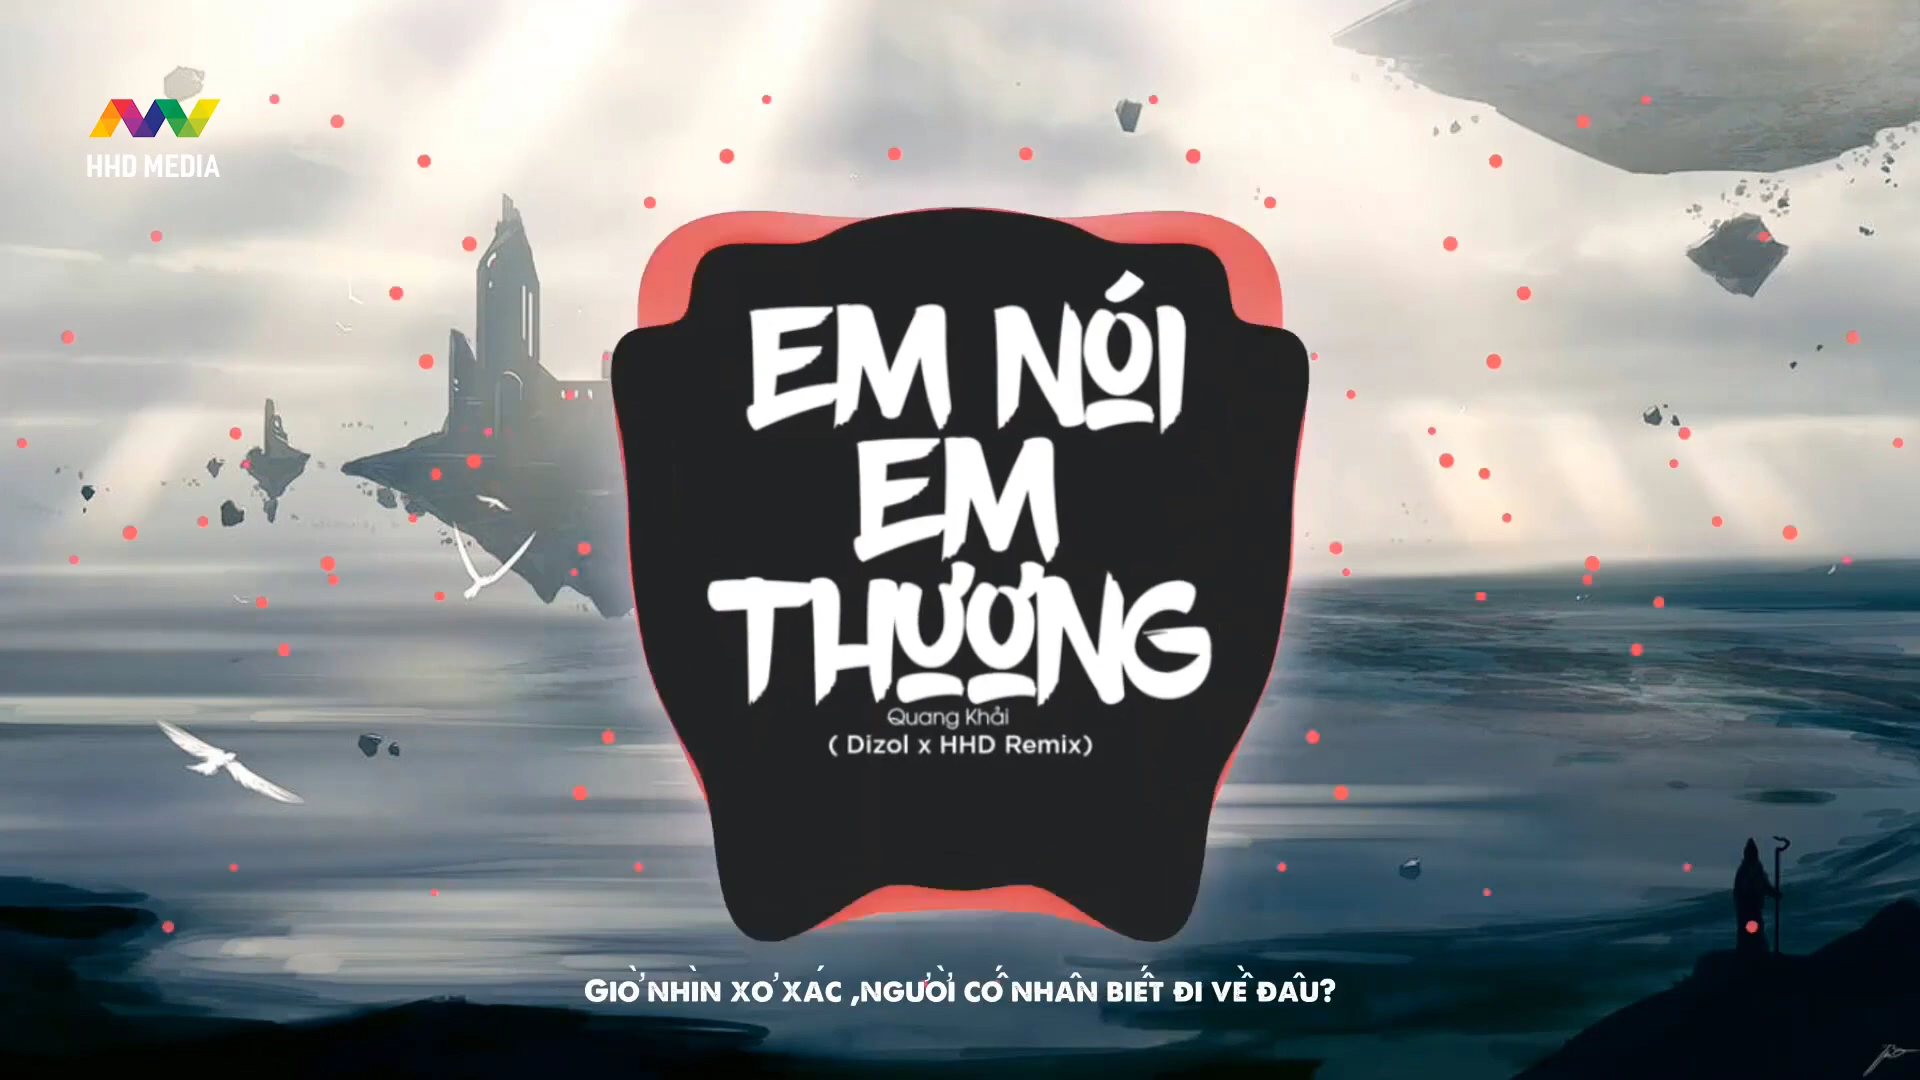 HHD MEDIA
EM NÓI
EM
THƯƠNG
Quang Khải
( Dizol x HHD Remix)
GIỜ NHÌN XƠ XÁC ,NGƯỜI CỐ NHÂN BIẾT ĐI VỀ ĐÂU?